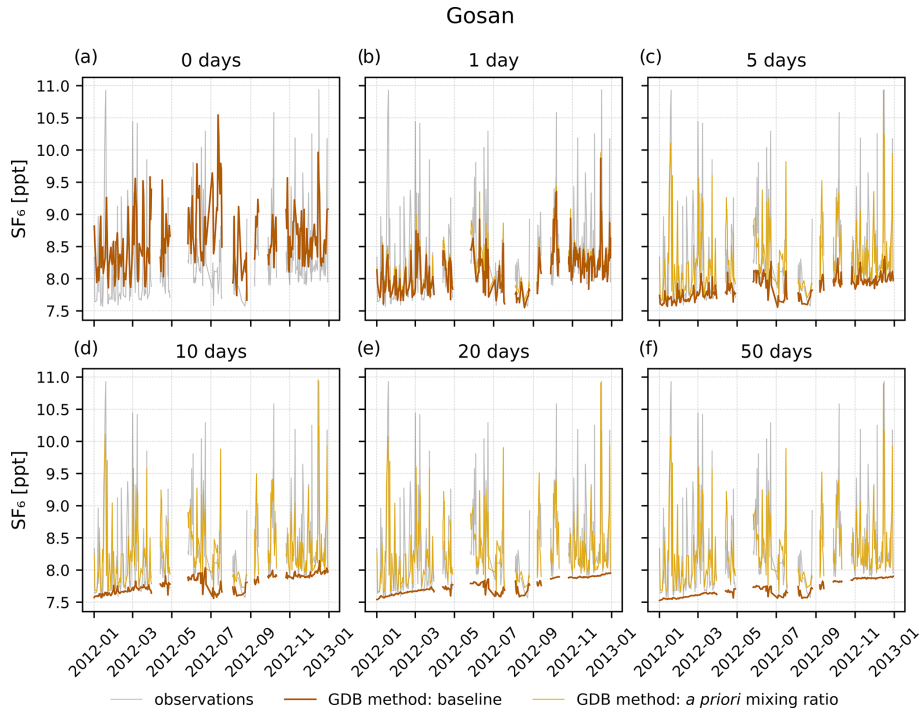 Gosan
(a) 0 days (b) 1 day (c) 5 days
11.0
10.5
10.0
9.5
9.0
8.5
8.0
7.5
SF₆ [ppt]
(d) 10 days (e) 20 days (f) 50 days
11.0
10.5
10.0
9.5
9.0
8.5
8.0
7.5
SF₆ [ppt]
2012-01 2012-03 2012-05 2012-07 2012-09 2012-11 2013-01 2012-01 2012-03 2012-05 2012-07 2012-09 2012-11 2013-01 2012-01 2012-03 2012-05 2012-07 2012-09 2012-11 2013-01
observations GDB method: baseline GDB method: a priori mixing ratio